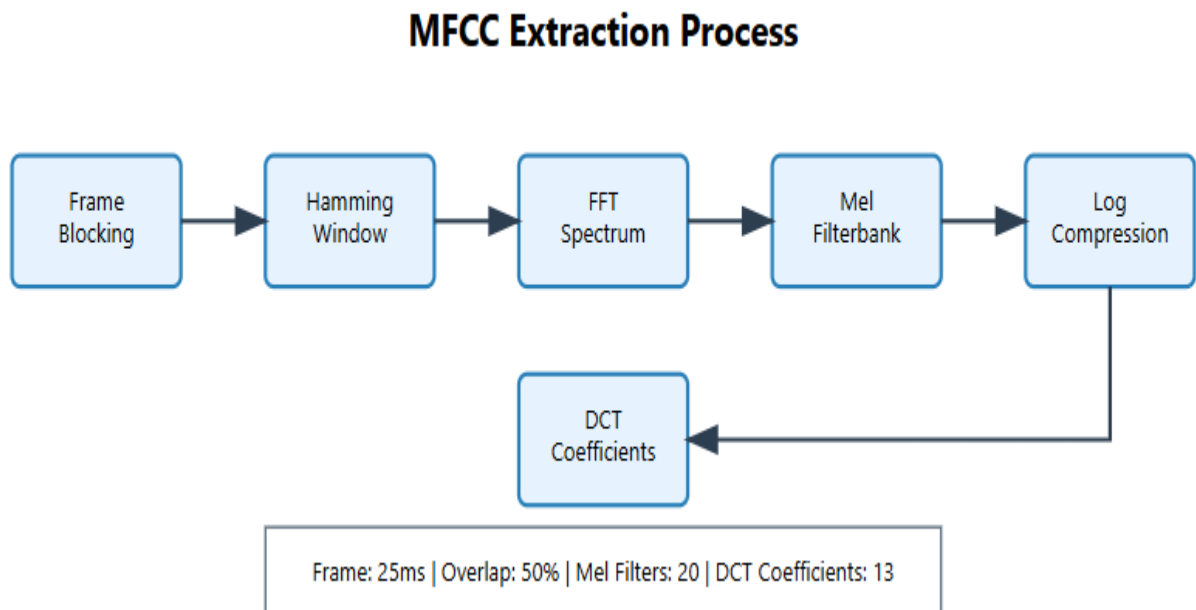 MFCC Extraction Process
Frame
Blocking
Hamming
Window
FFT
Spectrum
Mel
Filterbank
Log
Compression
DCT
Coefficients
Frame: 25ms | Overlap: 50% | Mel Filters: 20 | DCT Coefficients: 13